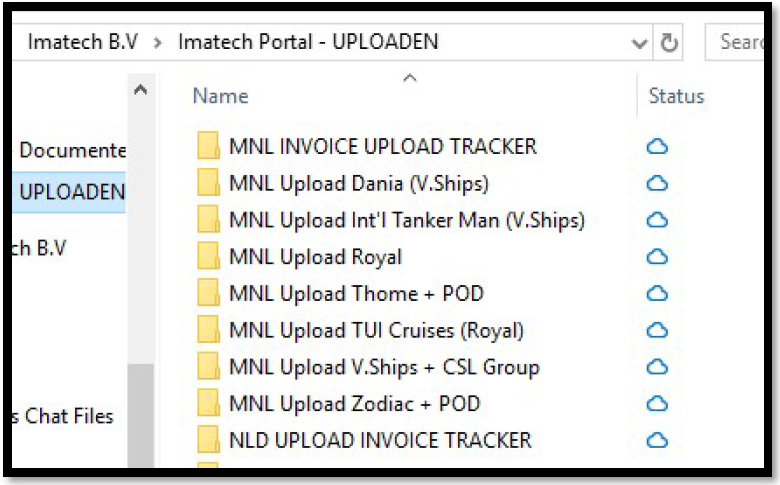 Imatech B.V > Imatech Portal - UPLOADEN
Name
Status
Documente
UPLOADEN
ch B.V
s Chat Files
MNL INVOICE UPLOAD TRACKER
MNL Upload Dania (V.Ships)
MNL Upload Int'l Tanker Man (V.Ships)
MNL Upload Royal
MNL Upload Thome + POD
MNL Upload TUI Cruises (Royal)
MNL Upload V.Ships + CSL Group
MNL Upload Zodiac + POD
NLD UPLOAD INVOICE TRACKER
Searc